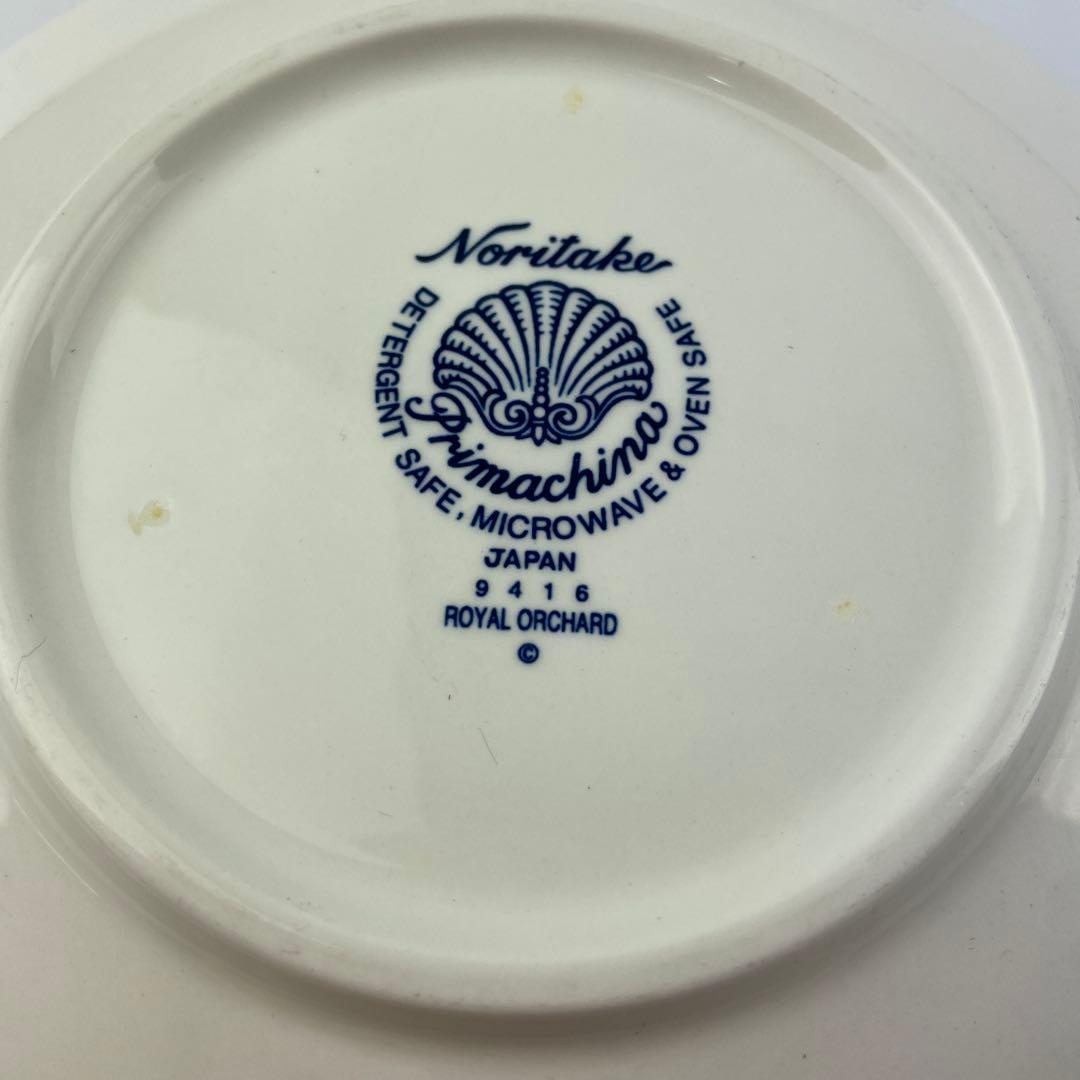 Noritake
Primachina
DETERGENT SAFE, MICROWAVE & OVEN SAFE
JAPAN
9416
ROYAL ORCHARD
©